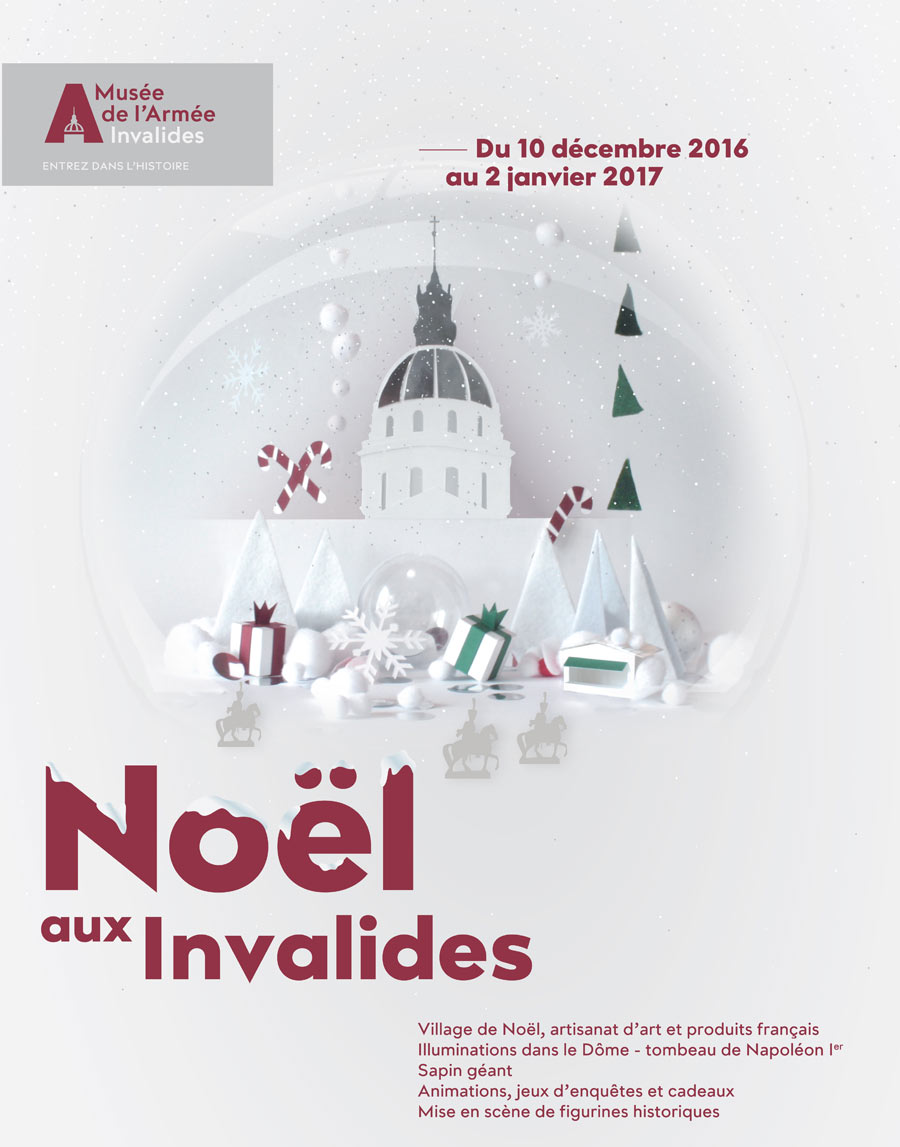 Musée
de l'Armée
Invalides
ENTREZ DANS L'HISTOIRE
Du 10 décembre 2016
au 2 janvier 2017
Noël
aux Invalides
Village de Noël, artisanat d'art et produits français
Illuminations dans le Dôme - tombeau de Napoléon Iᵉʳ
Sapin géant
Animations, jeux d'enquêtes et cadeaux
Mise en scène de figurines historiques